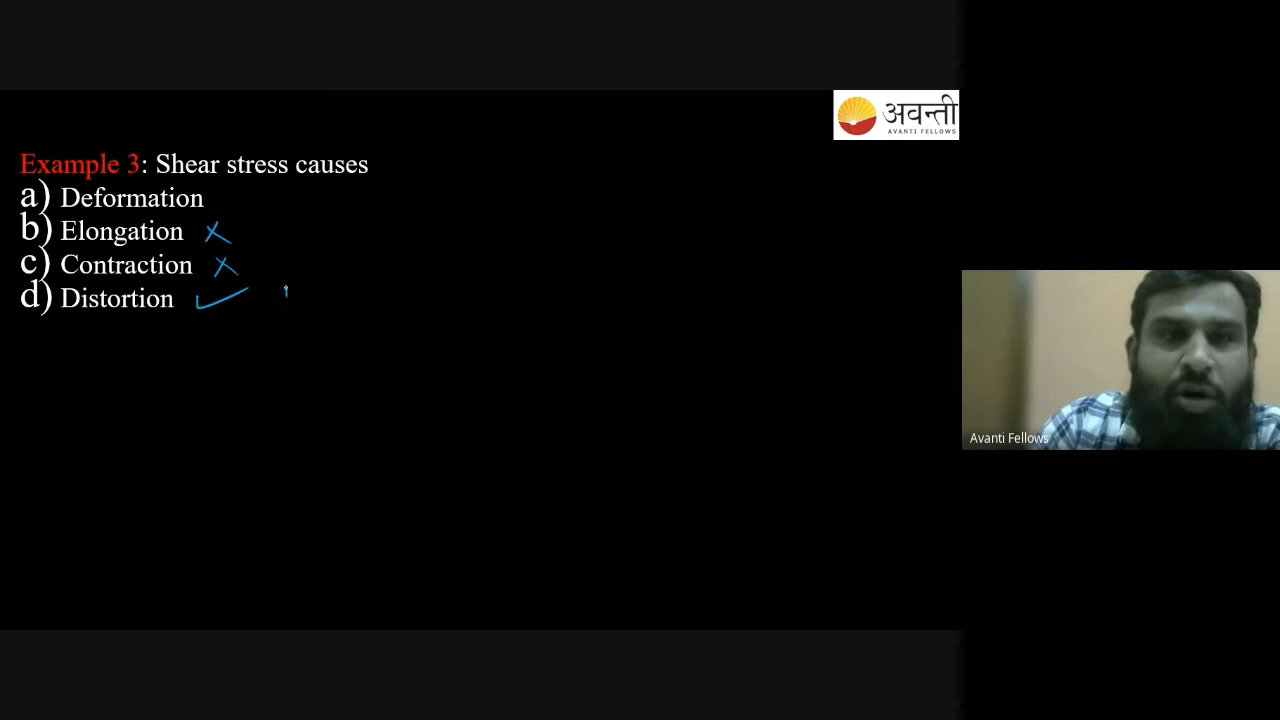 अवन्ती
AVANTI FELLOWS
Example 3: Shear stress causes
a) Deformation
b) Elongation
c) Contraction
d) Distortion
Avanti Fellows